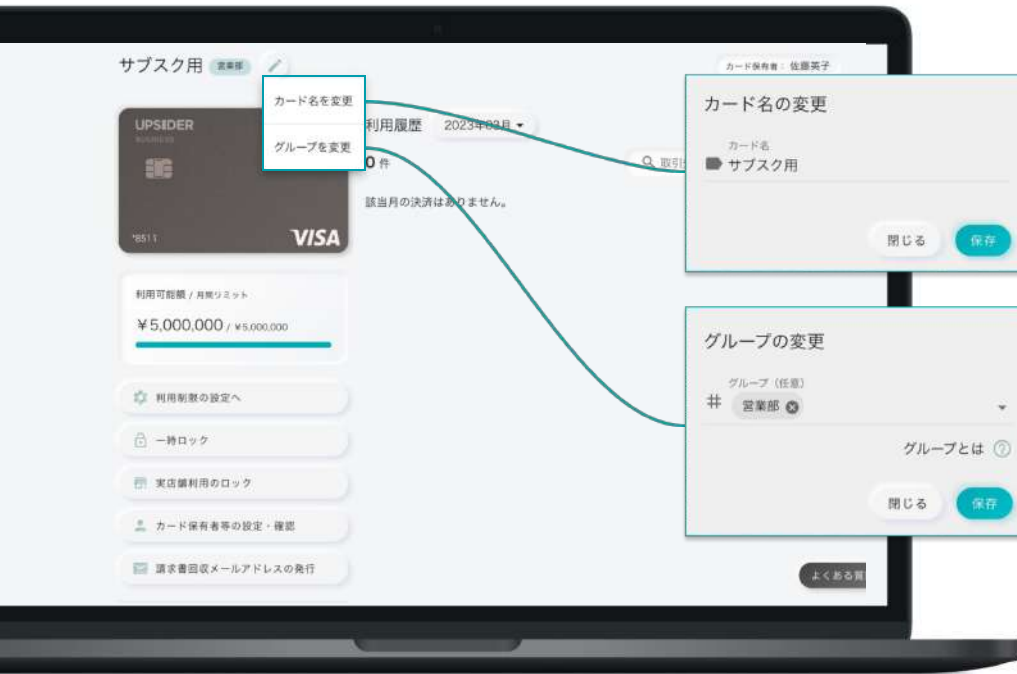 サブスク用 営業部
カード保有者： 佐藤英子
カード名を変更
グループを変更
UPSIDER
BUSINESS
*8511
VISA
利用履歴 2023年03月
0 件
取引
該当月の決済はありません。
利用可能額 / 月間リミット
¥5,000,000 / ¥5,000,000
利用制限の設定へ
一時ロック
実店舗利用のロック
カード保有者等の設定・確認
請求書回収メールアドレスの発行
カード名の変更
カード名
サブスク用
閉じる 保存
グループの変更
グループ（任意）
# 営業部
グループとは ?
閉じる 保存
よくある質